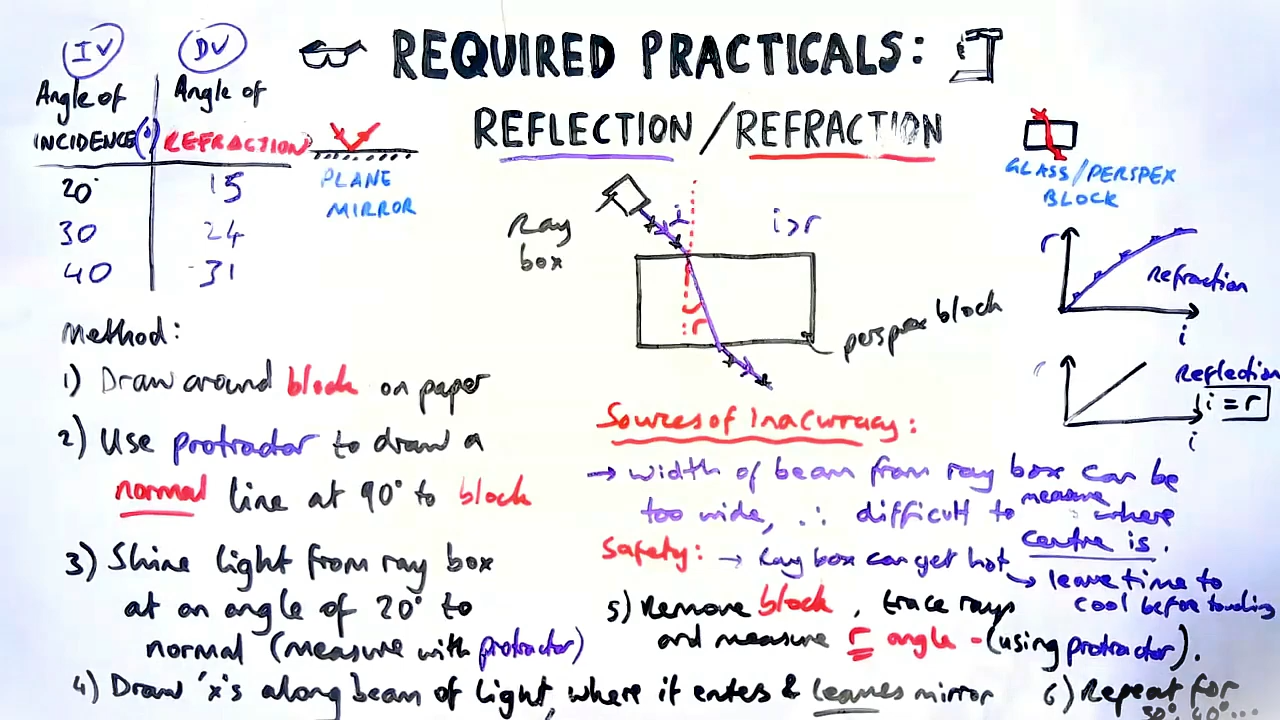 REQUIRED PRACTICALS:
REFLECTION / REFRACTION
IV DV
Angle of Angle of
INCIDENCE(°) REFRACTION
20° 15
30 24
40 31
PLANE
MIRROR
GLASS/PERSPEX
BLOCK
Ray
box
i
i>r
r
perspex block
r
Refraction
i
r
Reflection
i = r
i
Method:
1) Draw around block on paper
2) Use protractor to draw a
normal line at 90° to block
3) Shine light from ray box
at an angle of 20° to
normal (measure with protractor)
4) Draw 'x's along beam of light, where it enters & leaves mirror
Sources of Inaccuracy:
→ width of beam from ray box can be
too wide, ∴ difficult to measure where
centre is.
Safety: → Ray box can get hot
→ leave time to
cool before touching
5) Remove block, trace rays
and measure r angle - (using protractor).
6) Repeat for
30°, 40°...